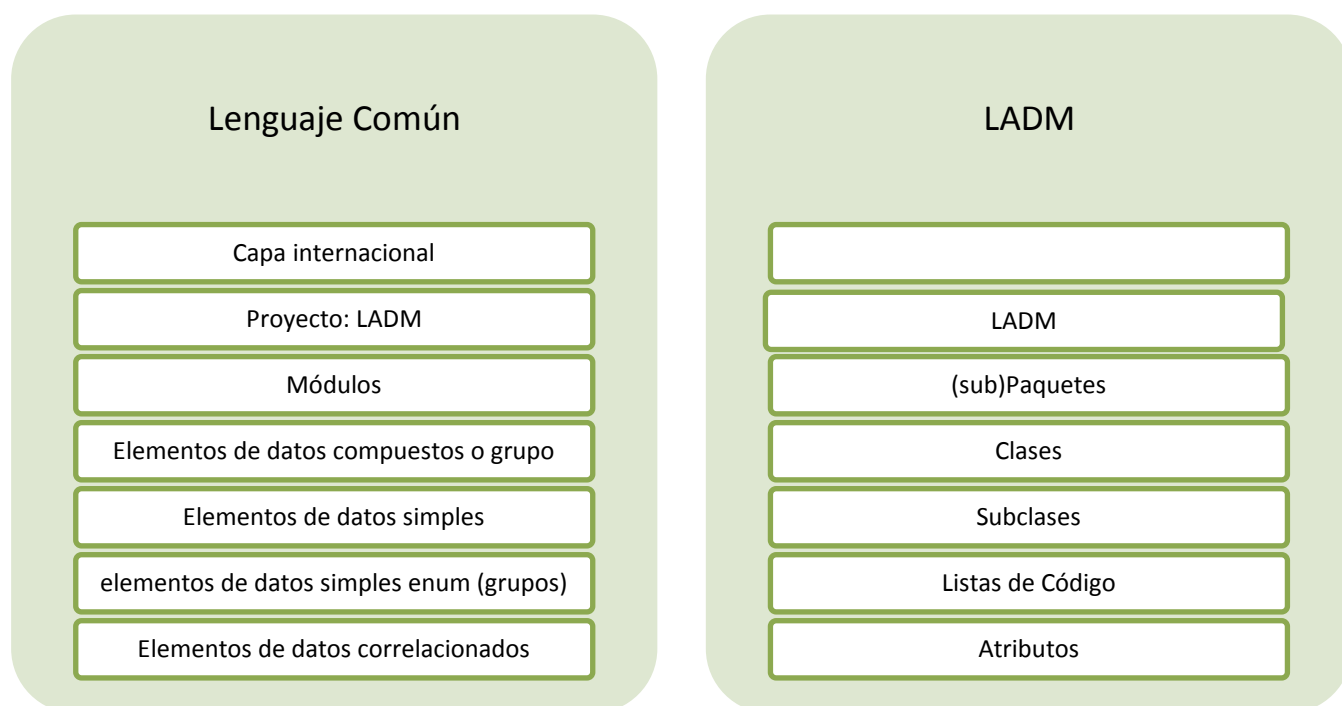 Lenguaje Común
Capa internacional
Proyecto: LADM
Módulos
Elementos de datos compuestos o grupo
Elementos de datos simples
elementos de datos simples enum (grupos)
Elementos de datos correlacionados
LADM
LADM
(sub)Paquetes
Clases
Subclases
Listas de Código
Atributos